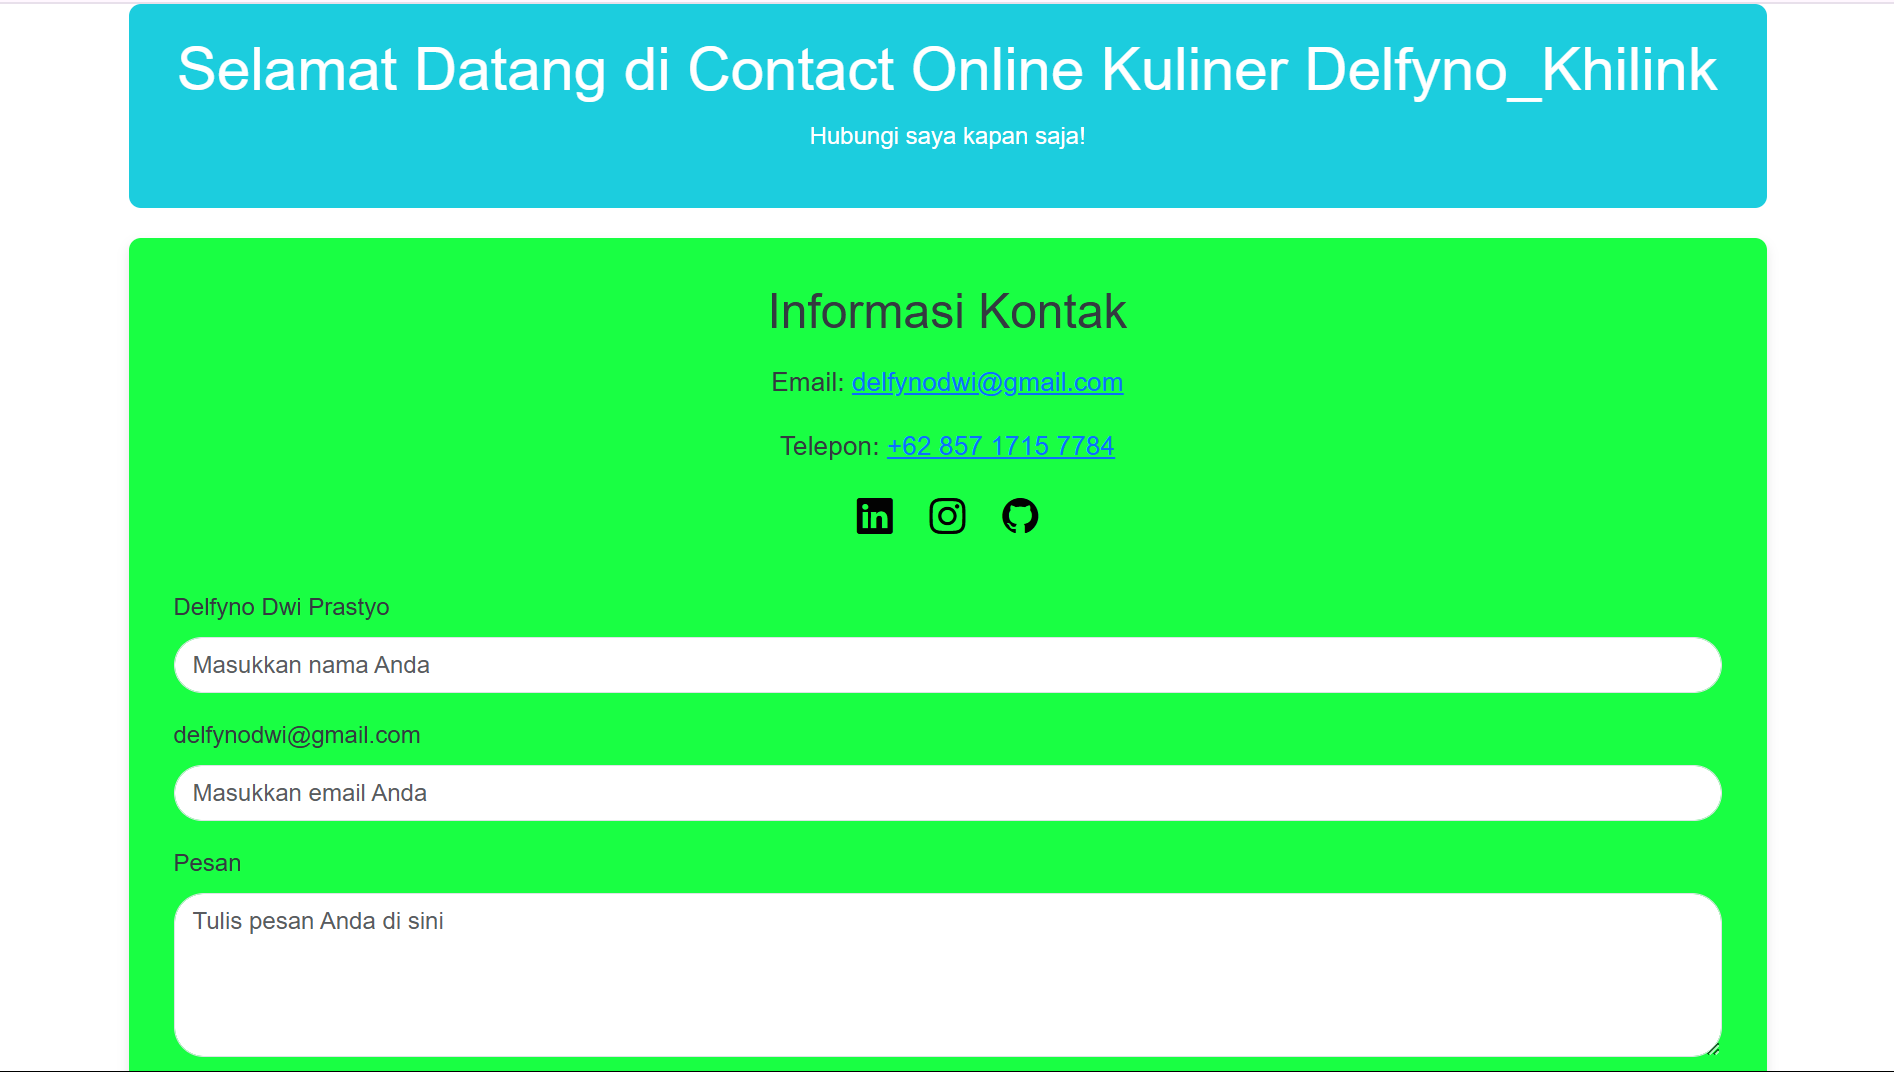 Selamat Datang di Contact Online Kuliner Delfyno_Khilink
Hubungi saya kapan saja!
Informasi Kontak
Email: delfynodwi@gmail.com
Telepon: +62 857 1715 7784
in
Delfyno Dwi Prastyo
Masukkan nama Anda
delfynodwi@gmail.com
Masukkan email Anda
Pesan
Tulis pesan Anda di sini